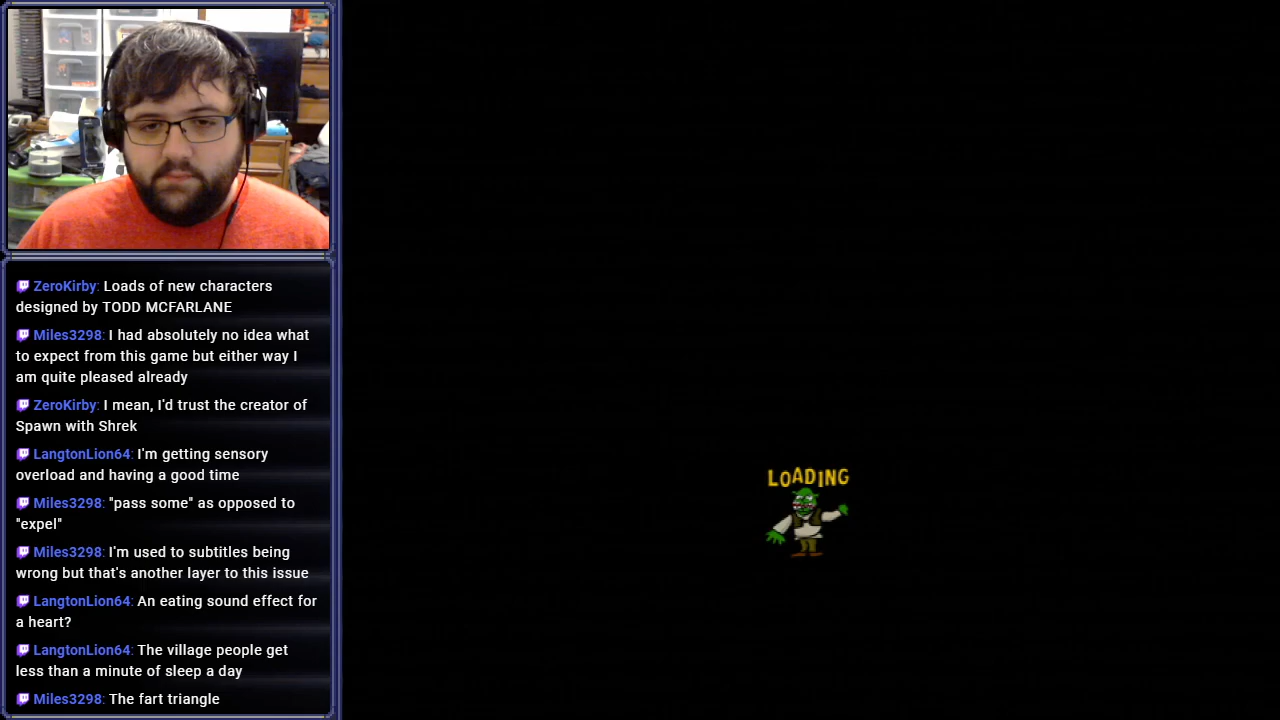 ZeroKirby: Loads of new characters
designed by TODD MCFARLANE
Miles3298: I had absolutely no idea what
to expect from this game but either way I
am quite pleased already
ZeroKirby: I mean, I'd trust the creator of
Spawn with Shrek
LangtonLion64: I'm getting sensory
overload and having a good time
Miles3298: "pass some" as opposed to
"expel"
Miles3298: I'm used to subtitles being
wrong but that's another layer to this issue
LangtonLion64: An eating sound effect for
a heart?
LangtonLion64: The village people get
less than a minute of sleep a day
Miles3298: The fart triangle
LOADING